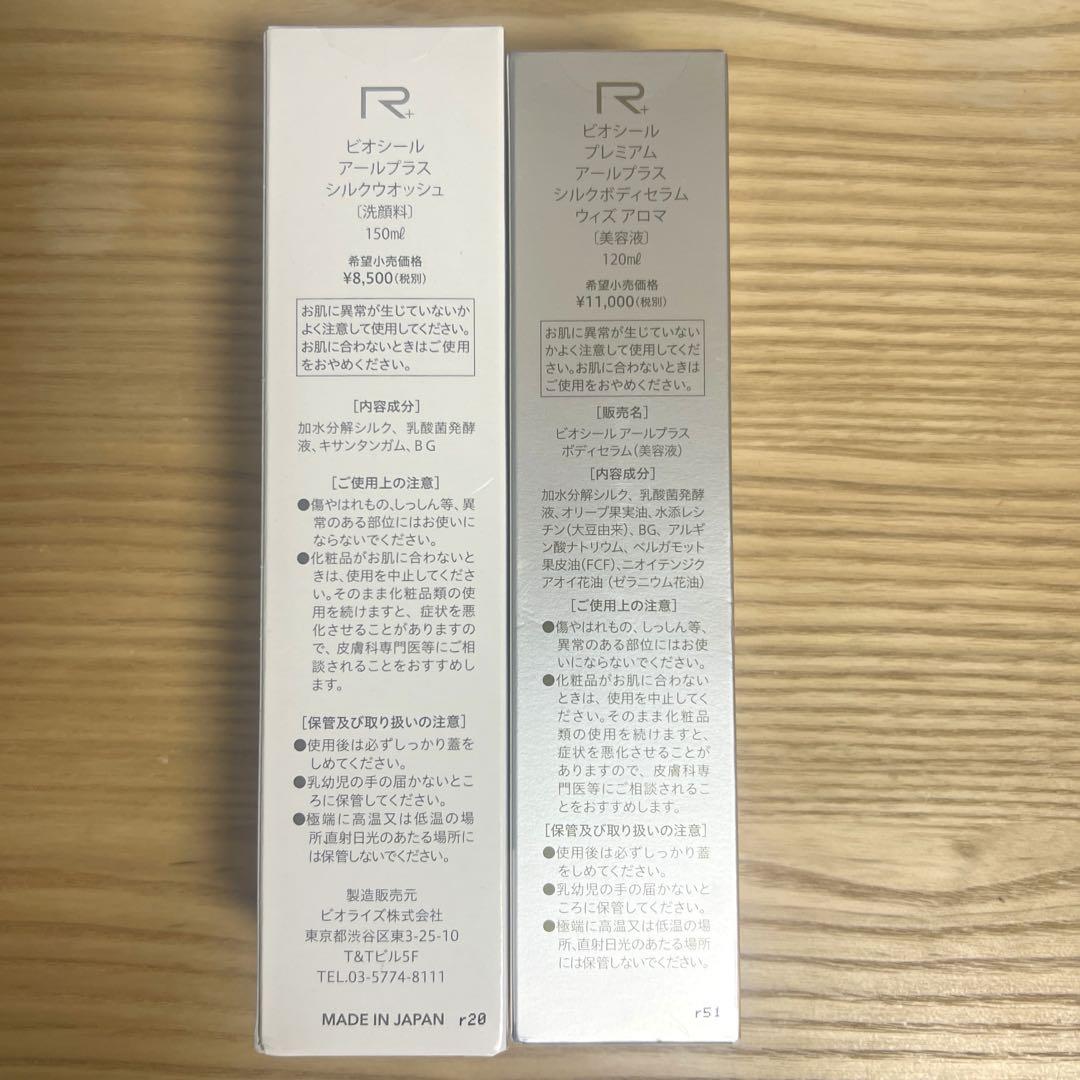 R+
ビオシール
アールプラス
シルクウオッシュ
〔洗顔料〕
150㎖
希望小売価格
¥8,500(税別)
お肌に異常が生じていないか
よく注意して使用してください。
お肌に合わないときはご使用
をおやめください。
[内容成分]
加水分解シルク、乳酸菌発酵
液、キサンタンガム、BG
[ご使用上の注意]
●傷やはれもの、しっしん等、異
常のある部位にはお使いに
ならないでください。
●化粧品がお肌に合わないと
きは、使用を中止してくださ
い。そのまま化粧品類の使
用を続けますと、症状を悪
化させることがありますの
で、皮膚科専門医等にご相
談されることをおすすめし
ます。
[保管及び取り扱いの注意]
●使用後は必ずしっかり蓋を
しめてください。
●乳幼児の手の届かないとこ
ろに保管してください。
●極端に高温又は低温の場
所、直射日光のあたる場所に
は保管しないでください。
製造販売元
ビオライズ株式会社
東京都渋谷区東3-25-10
T&Tビル5F
TEL.03-5774-8111
MADE IN JAPAN r20
R+
ビオシール
プレミアム
アールプラス
シルクボディセラム
ウィズ アロマ
〔美容液〕
120㎖
希望小売価格
¥11,000(税別)
お肌に異常が生じていない
かよく注意して使用してくだ
さい。お肌に合わないときは
ご使用をおやめください。
[販売名]
ビオシール アールプラス
ボディセラム(美容液)
[内容成分]
加水分解シルク、乳酸菌発酵
液、オリーブ果実油、水添レシ
チン(大豆由来)、BG、アルギ
ン酸ナトリウム、ベルガモット
果皮油(FCF)、ニオイテンジク
アオイ花油(ゼラニウム花油)
[ご使用上の注意]
●傷やはれもの、しっしん等、
異常のある部位にはお使
いにならないでください。
●化粧品がお肌に合わない
ときは、使用を中止してく
ださい。そのまま化粧品
類の使用を続けますと、
症状を悪化させることが
ありますので、皮膚科専
門医等にご相談されるこ
とをおすすめします。
[保管及び取り扱いの注意]
●使用後は必ずしっかり蓋
をしめてください。
●乳幼児の手の届かないと
ころに保管してください。
●極端に高温又は低温の場
所、直射日光のあたる場所
には保管しないでください。
r51